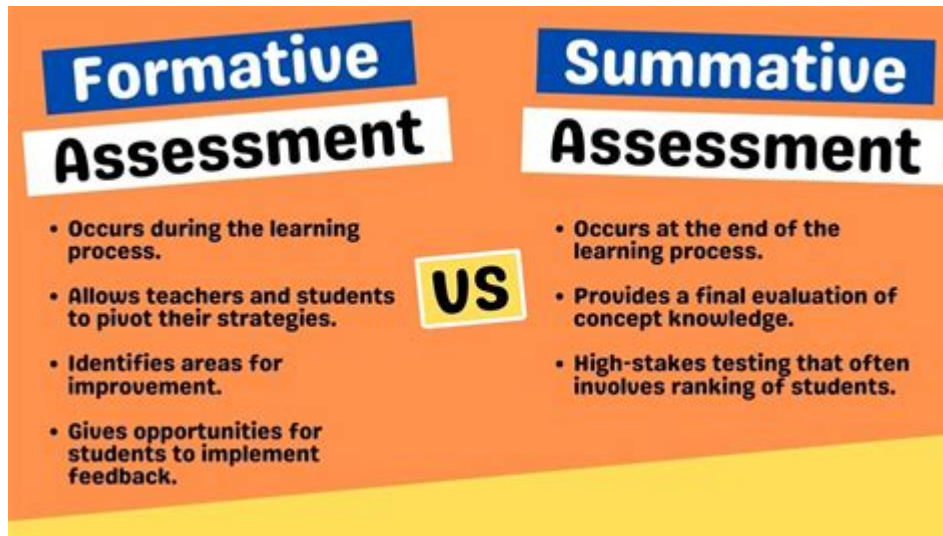 Formative
Assessment
• Occurs during the learning
process.
• Allows teachers and students
to pivot their strategies.
• Identifies areas for
improvement.
• Gives opportunities for
students to implement
feedback.
VS
Summative
Assessment
• Occurs at the end of the
learning process.
• Provides a final evaluation of
concept knowledge.
• High-stakes testing that often
involves ranking of students.